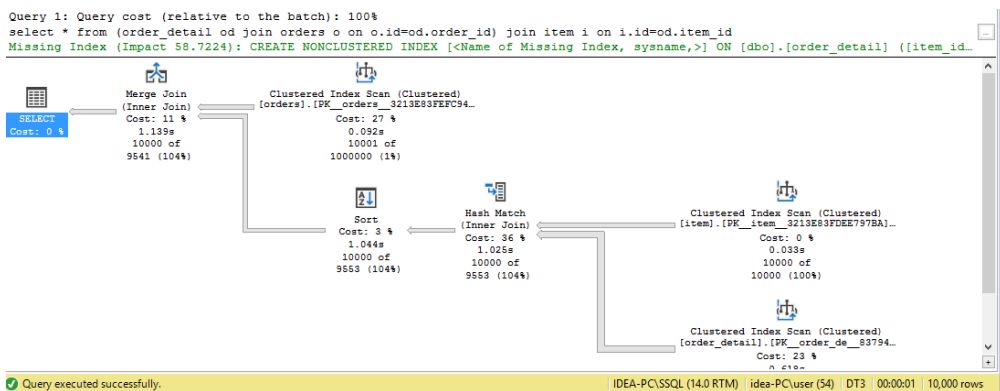 Query 1: Query cost (relative to the batch): 100%
select * from (order_detail od join orders o on o.id=od.order_id) join item i on i.id=od.item_id
Missing Index (Impact 58.7224): CREATE NONCLUSTERED INDEX [<Name of Missing Index, sysname,>] ON [dbo].[order_detail] ([item_id…
SELECT
Cost: 0 %
Merge Join
(Inner Join)
Cost: 11 %
1.139s
10000 of
9541 (104%)
Clustered Index Scan (Clustered)
[orders].[PK__orders__3213E83FEFC94…
Cost: 27 %
0.092s
10001 of
1000000 (1%)
Sort
Cost: 3 %
1.044s
10000 of
9553 (104%)
Hash Match
(Inner Join)
Cost: 36 %
1.025s
10000 of
9553 (104%)
Clustered Index Scan (Clustered)
[item].[PK__item__3213E83FDEE797BA]…
Cost: 0 %
0.033s
10000 of
10000 (100%)
Clustered Index Scan (Clustered)
[order_detail].[PK__order_de__83794…
Cost: 23 %
Query executed successfully.
IDEA-PC\SSQL (14.0 RTM)
idea-PC\user (54)
DT3
00:00:01
10,000 rows